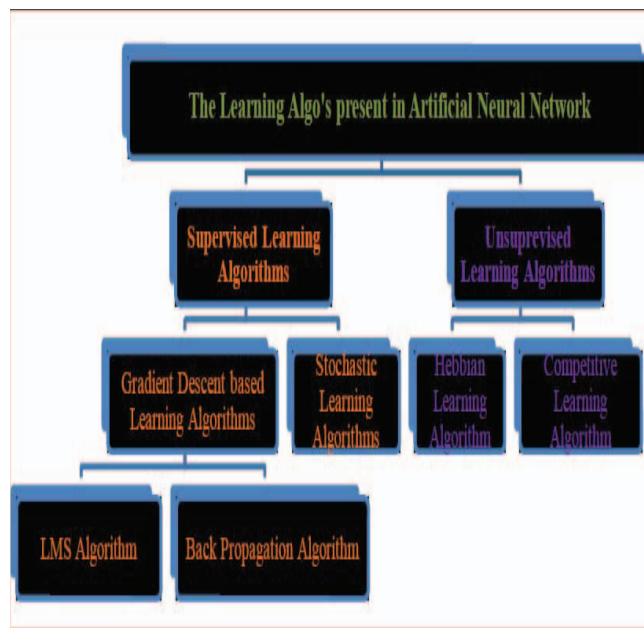 The Learning Algo's present in Artificial Neural Network
Supervised Learning
Algorithms
Unsuprevised
Learning Algorithms
Gradient Descent based
Learning Algorithms
Stochastic
Learning
Algorithms
Hebbian
Learning
Algorithm
Competitive
Learning
Algorithm
LMS Algorithm
Back Propagation Algorithm